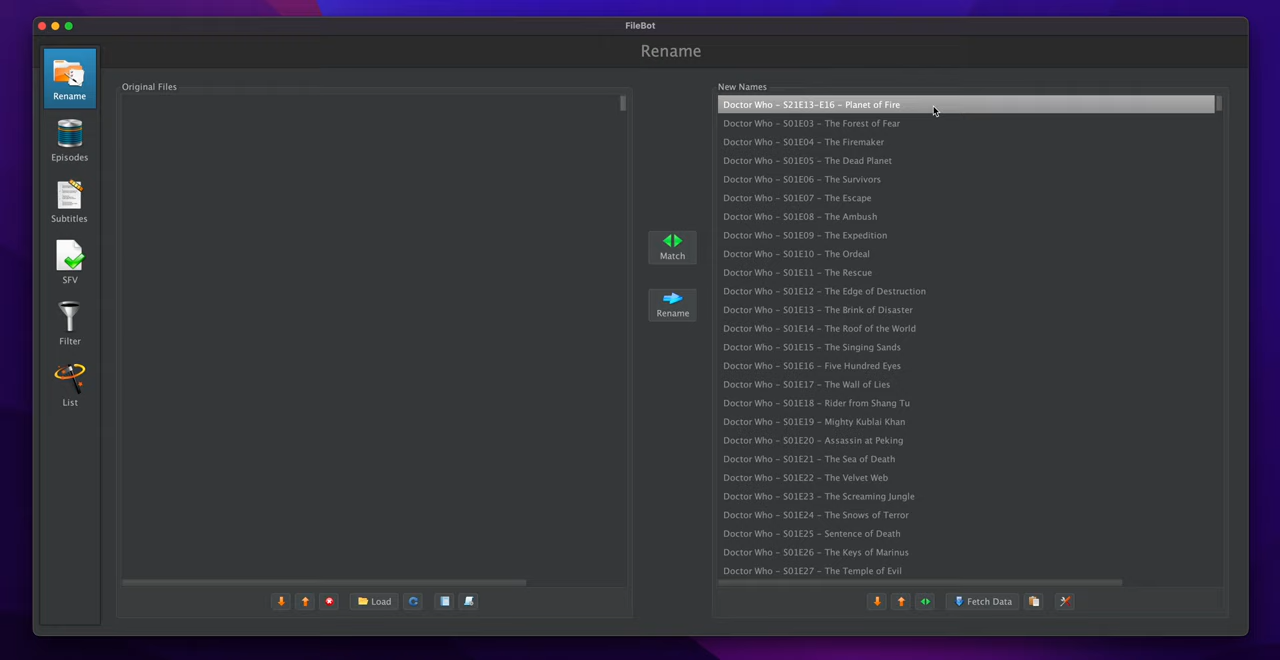 FileBot
Rename
Rename
Episodes
Subtitles
SFV
Filter
List
Original Files
Load
Match
Rename
New Names
Doctor Who - S21E13-E16 - Planet of Fire
Doctor Who - S01E03 - The Forest of Fear
Doctor Who - S01E04 - The Firemaker
Doctor Who - S01E05 - The Dead Planet
Doctor Who - S01E06 - The Survivors
Doctor Who - S01E07 - The Escape
Doctor Who - S01E08 - The Ambush
Doctor Who - S01E09 - The Expedition
Doctor Who - S01E10 - The Ordeal
Doctor Who - S01E11 - The Rescue
Doctor Who - S01E12 - The Edge of Destruction
Doctor Who - S01E13 - The Brink of Disaster
Doctor Who - S01E14 - The Roof of the World
Doctor Who - S01E15 - The Singing Sands
Doctor Who - S01E16 - Five Hundred Eyes
Doctor Who - S01E17 - The Wall of Lies
Doctor Who - S01E18 - Rider from Shang Tu
Doctor Who - S01E19 - Mighty Kublai Khan
Doctor Who - S01E20 - Assassin at Peking
Doctor Who - S01E21 - The Sea of Death
Doctor Who - S01E22 - The Velvet Web
Doctor Who - S01E23 - The Screaming Jungle
Doctor Who - S01E24 - The Snows of Terror
Doctor Who - S01E25 - Sentence of Death
Doctor Who - S01E26 - The Keys of Marinus
Doctor Who - S01E27 - The Temple of Evil
Fetch Data